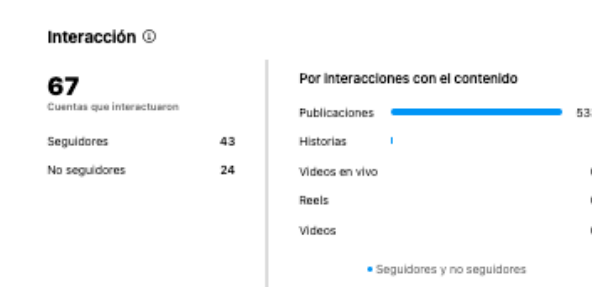 Interacción
67
Cuentas que interactuaron
Seguidores 43
No seguidores 24
Por interacciones con el contenido
Publicaciones
Historias
Videos en vivo
Reels
Videos
Seguidores y no seguidores